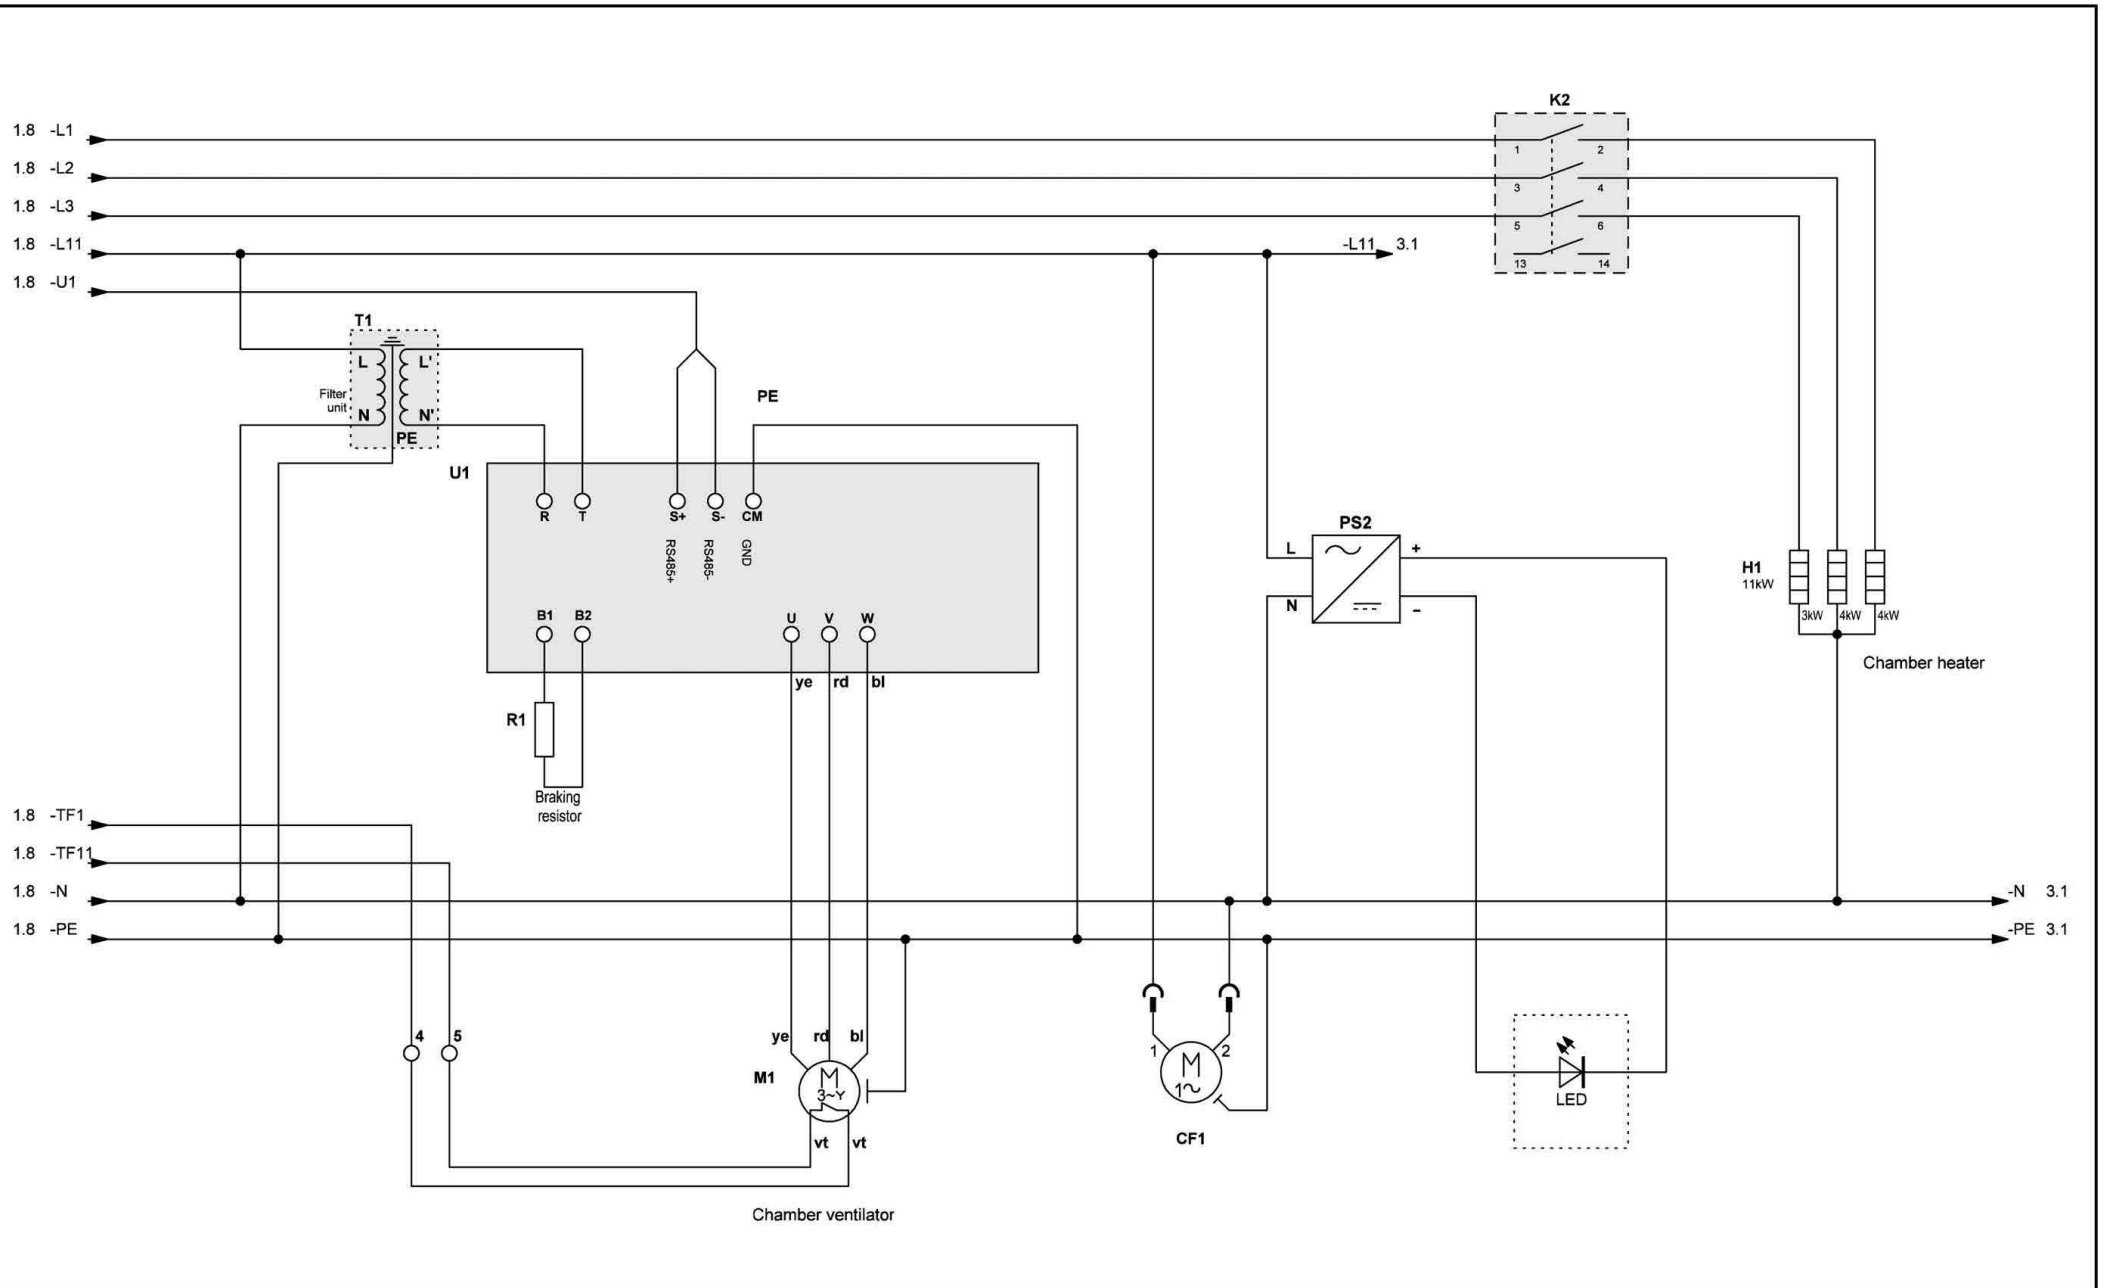 K2
1.8 -L1
1 2
1.8 -L2
3 4
1.8 -L3
5 6
1.8 -L11
-L11 3.1
13 14
1.8 -U1
T1
L L'
Filter
unit
N N'
PE
PE
U1
R T S+ S- CM
RS485+ RS485- GND
PS2
L +
N -
H1
11kW
3kW 4kW 4kW
Chamber heater
B1 B2 U V W
ye rd bl
R1
Braking
resistor
1.8 -TF1
1.8 -TF11
1.8 -N
-N 3.1
1.8 -PE
-PE 3.1
4 5
ye rd bl
M1
M
3~Y
vt vt
1 2
M
1~
CF1
LED
Chamber ventilator